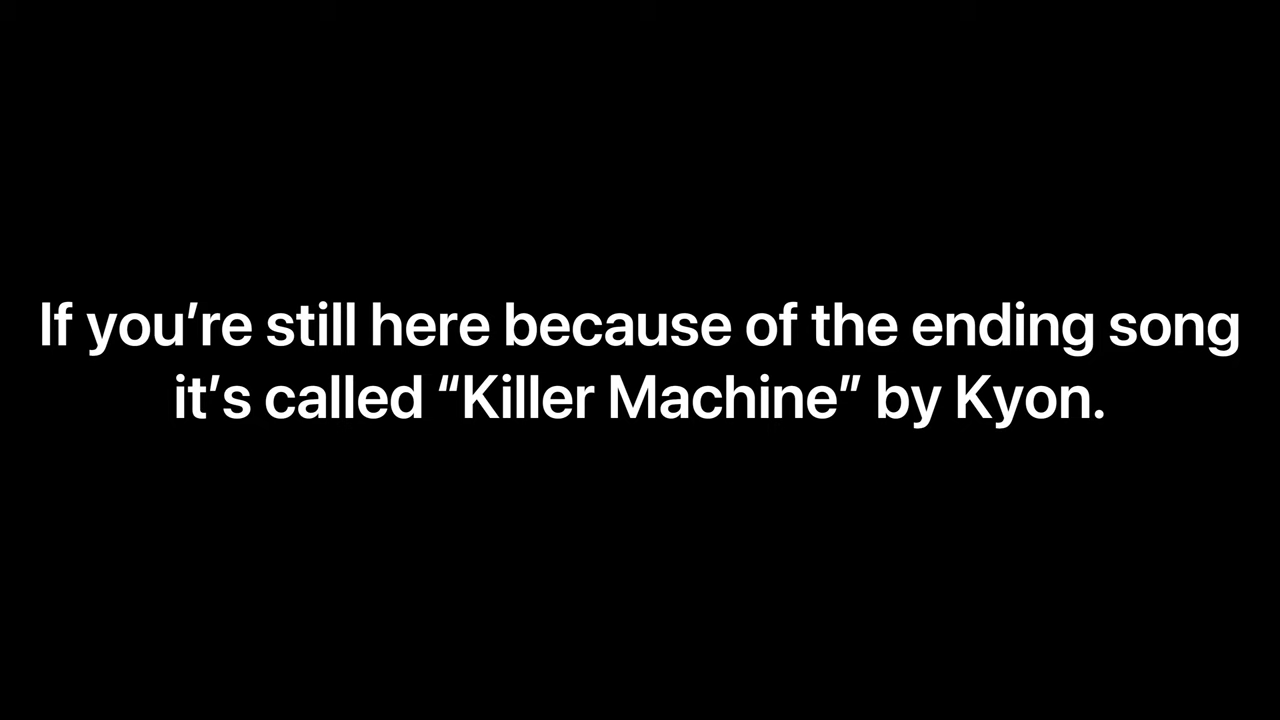 If you’re still here because of the ending song
it’s called “Killer Machine” by Kyon.